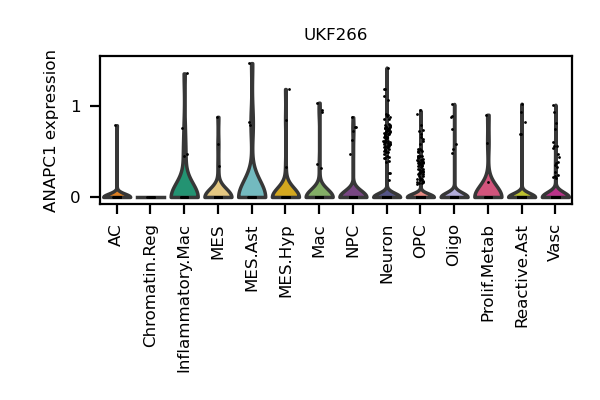 UKF266
ANAPC1 expression
1
0
AC
Chromatin.Reg
Inflammatory.Mac
MES
MES.Ast
MES.Hyp
Mac
NPC
Neuron
OPC
Oligo
Prolif.Metab
Reactive.Ast
Vasc